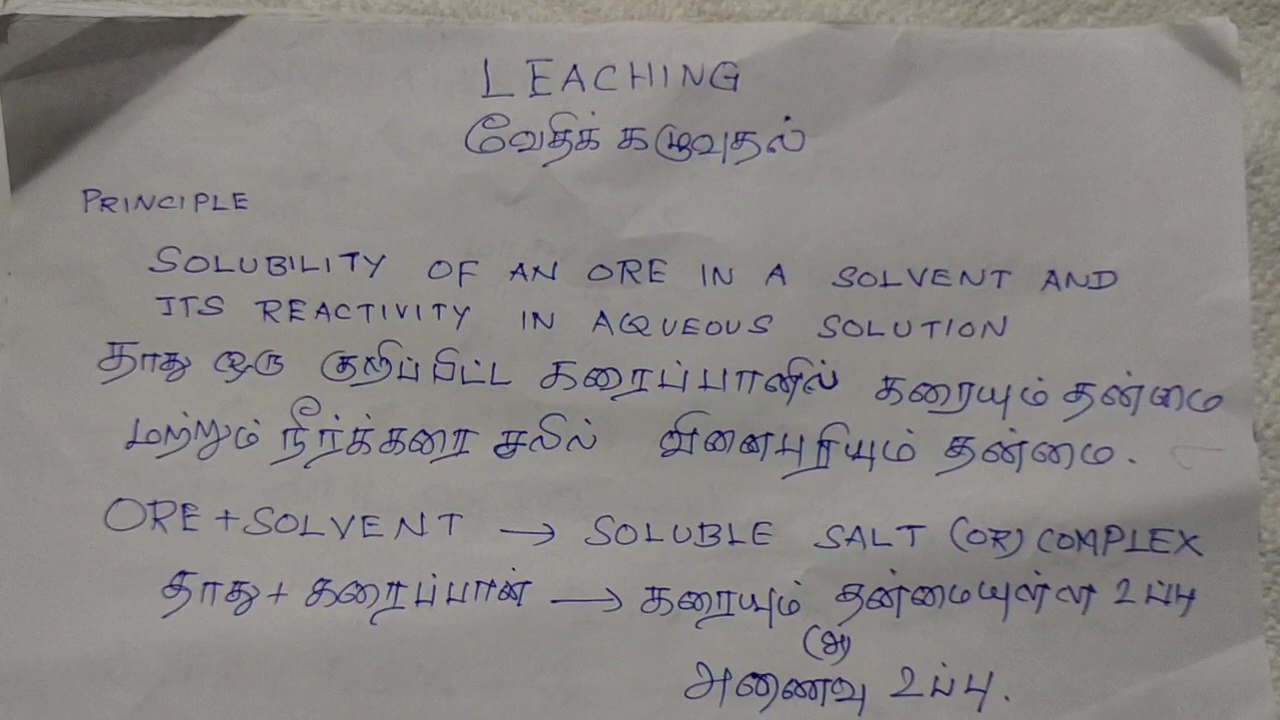 LEACHING
வேதிக் கழுவுதல்
PRINCIPLE
SOLUBILITY OF AN ORE IN A SOLVENT AND
ITS REACTIVITY IN AQUEOUS SOLUTION
தாது ஒரு குறிப்பிட்ட கரைப்பானில் கரையும் தன்மை
மற்றும் நீர்க்கரைசலில் வினைபுரியும் தன்மை.
ORE + SOLVENT → SOLUBLE SALT (OR) COMPLEX
தாது + கரைப்பான் → கரையும் தன்மையுள்ள உப்பு
(அ)
அணைவு உப்பு.